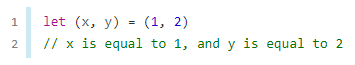 1 let (x, y) = (1, 2)
2 // x is equal to 1, and y is equal to 2